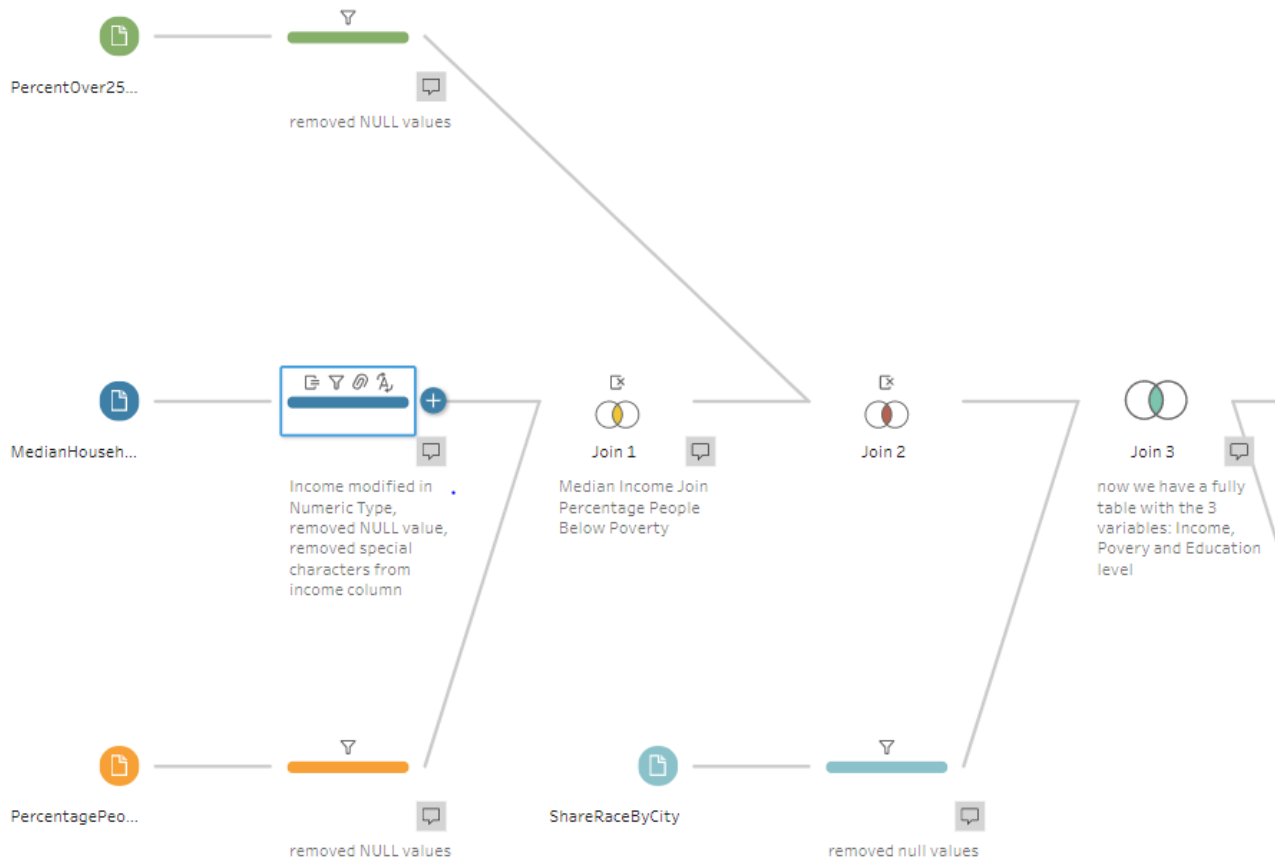 PercentOver25...
removed NULL values
MedianHouseh...
Income modified in
Numeric Type,
removed NULL value,
removed special
characters from
income column
Join 1
Median Income Join
Percentage People
Below Poverty
Join 2
Join 3
now we have a fully
table with the 3
variables: Income,
Povery and Education
level
PercentagePeo...
removed NULL values
ShareRaceByCity
removed null values